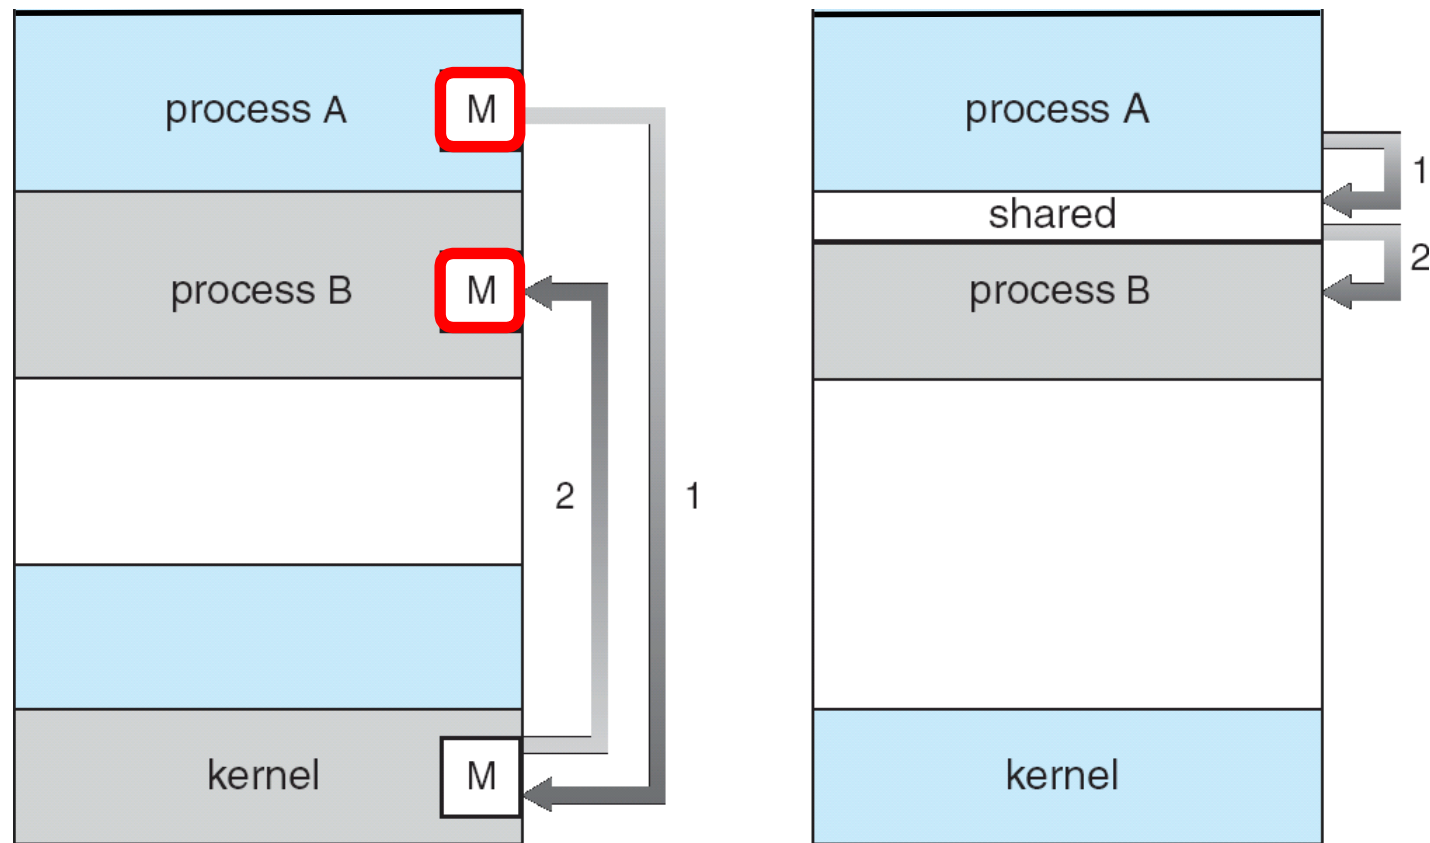 process A M
process B M
2 1
kernel M
process A
1
shared
2
process B
kernel